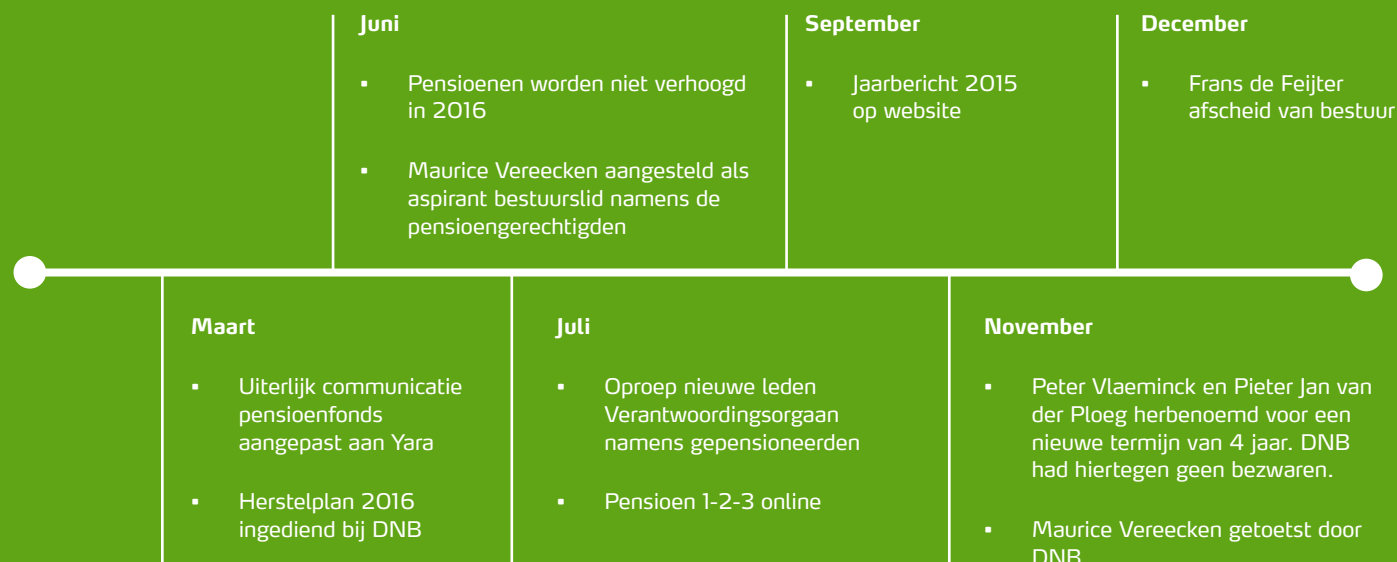 Juni
▪ Pensioenen worden niet verhoogd
in 2016
▪ Maurice Vereecken aangesteld als
aspirant bestuurslid namens de
pensioengerechtigden
September
▪ Jaarbericht 2015
op website
December
▪ Frans de Feijter
afscheid van bestuur
Maart
▪ Uiterlijk communicatie
pensioenfonds
aangepast aan Yara
▪ Herstelplan 2016
ingediend bij DNB
Juli
▪ Oproep nieuwe leden
Verantwoordingsorgaan
namens gepensioneerden
▪ Pensioen 1-2-3 online
November
▪ Peter Vlaeminck en Pieter Jan van
der Ploeg herbenoemd voor een
nieuwe termijn van 4 jaar. DNB
had hiertegen geen bezwaren.
▪ Maurice Vereecken getoetst door
DNB